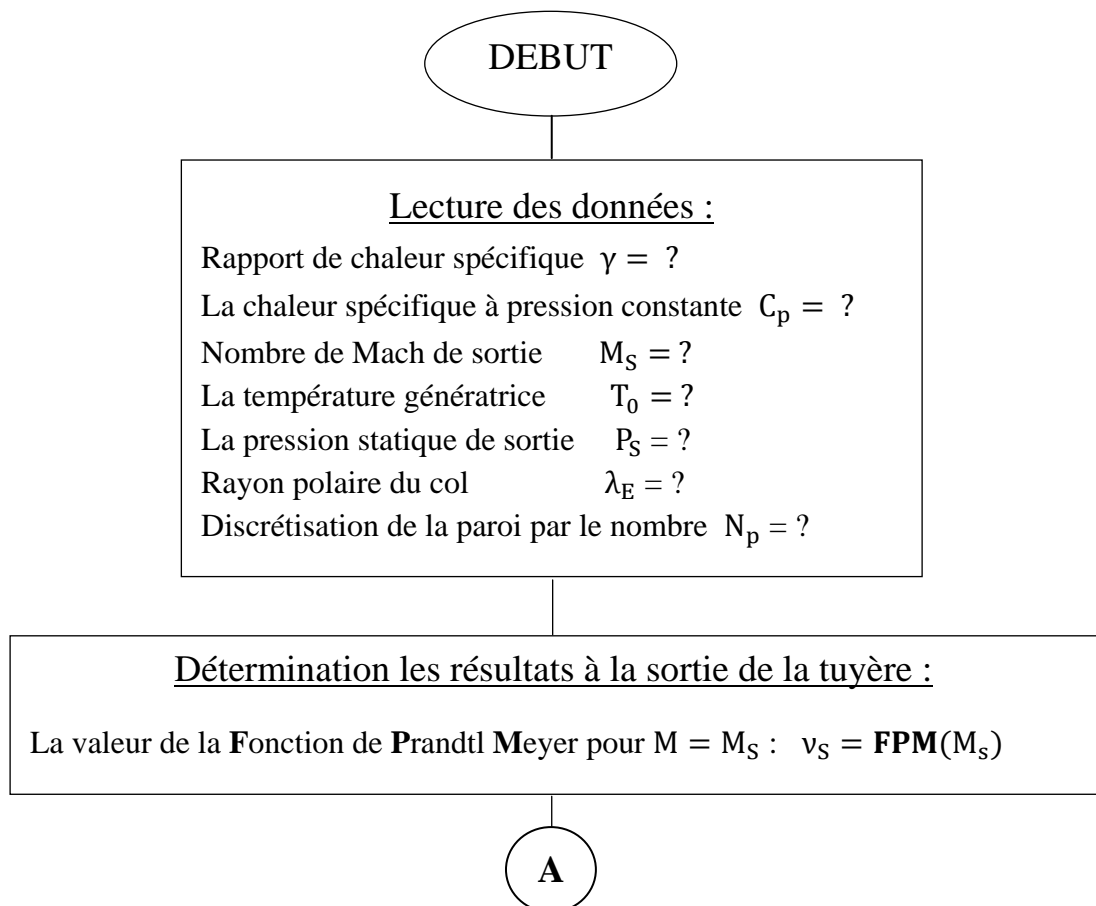 DEBUT
Lecture des données :
Rapport de chaleur spécifique γ = ?
La chaleur spécifique à pression constante Cₚ = ?
Nombre de Mach de sortie M_S = ?
La température génératrice T₀ = ?
La pression statique de sortie P_S = ?
Rayon polaire du col λ_E = ?
Discrétisation de la paroi par le nombre Nₚ = ?
Détermination les résultats à la sortie de la tuyère :
La valeur de la Fonction de Prandtl Meyer pour M = M_S : ν_S = FPM(M_s)
A